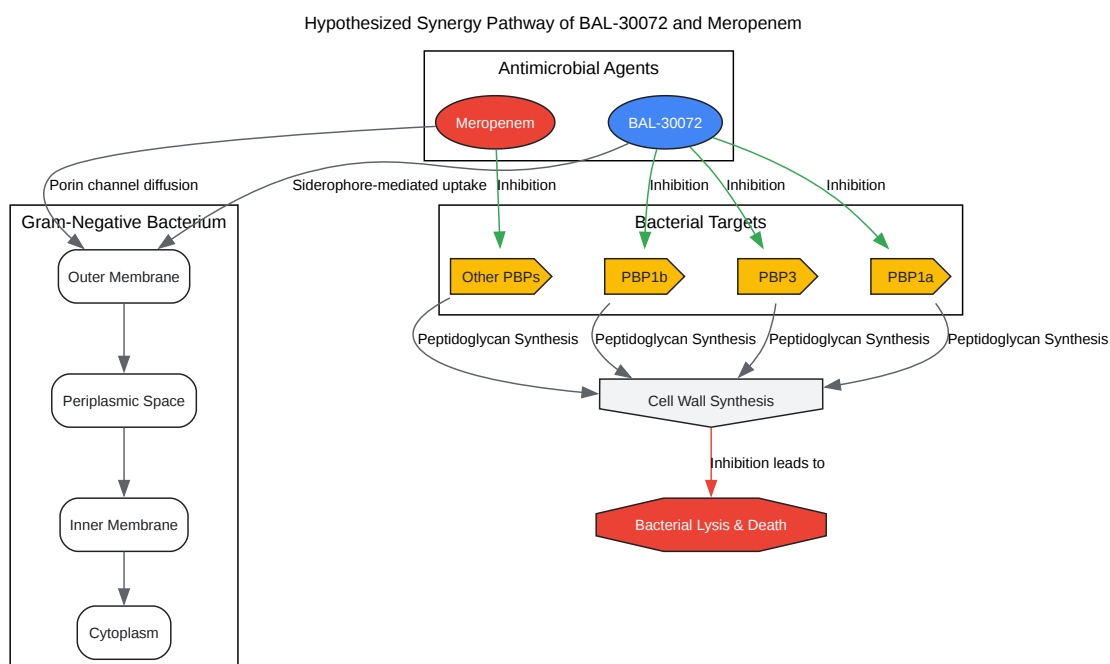 Hypothesized Synergy Pathway of BAL-30072 and Meropenem
Antimicrobial Agents
Meropenem
BAL-30072
Porin channel diffusion
Siderophore-mediated uptake
Inhibition
Inhibition
Inhibition
Inhibition
Gram-Negative Bacterium
Bacterial Targets
Outer Membrane
Other PBPs
PBP1b
PBP3
PBP1a
Peptidoglycan Synthesis
Peptidoglycan Synthesis
Peptidoglycan Synthesis
Peptidoglycan Synthesis
Periplasmic Space
Cell Wall Synthesis
Inhibition leads to
Inner Membrane
Bacterial Lysis & Death
Cytoplasm